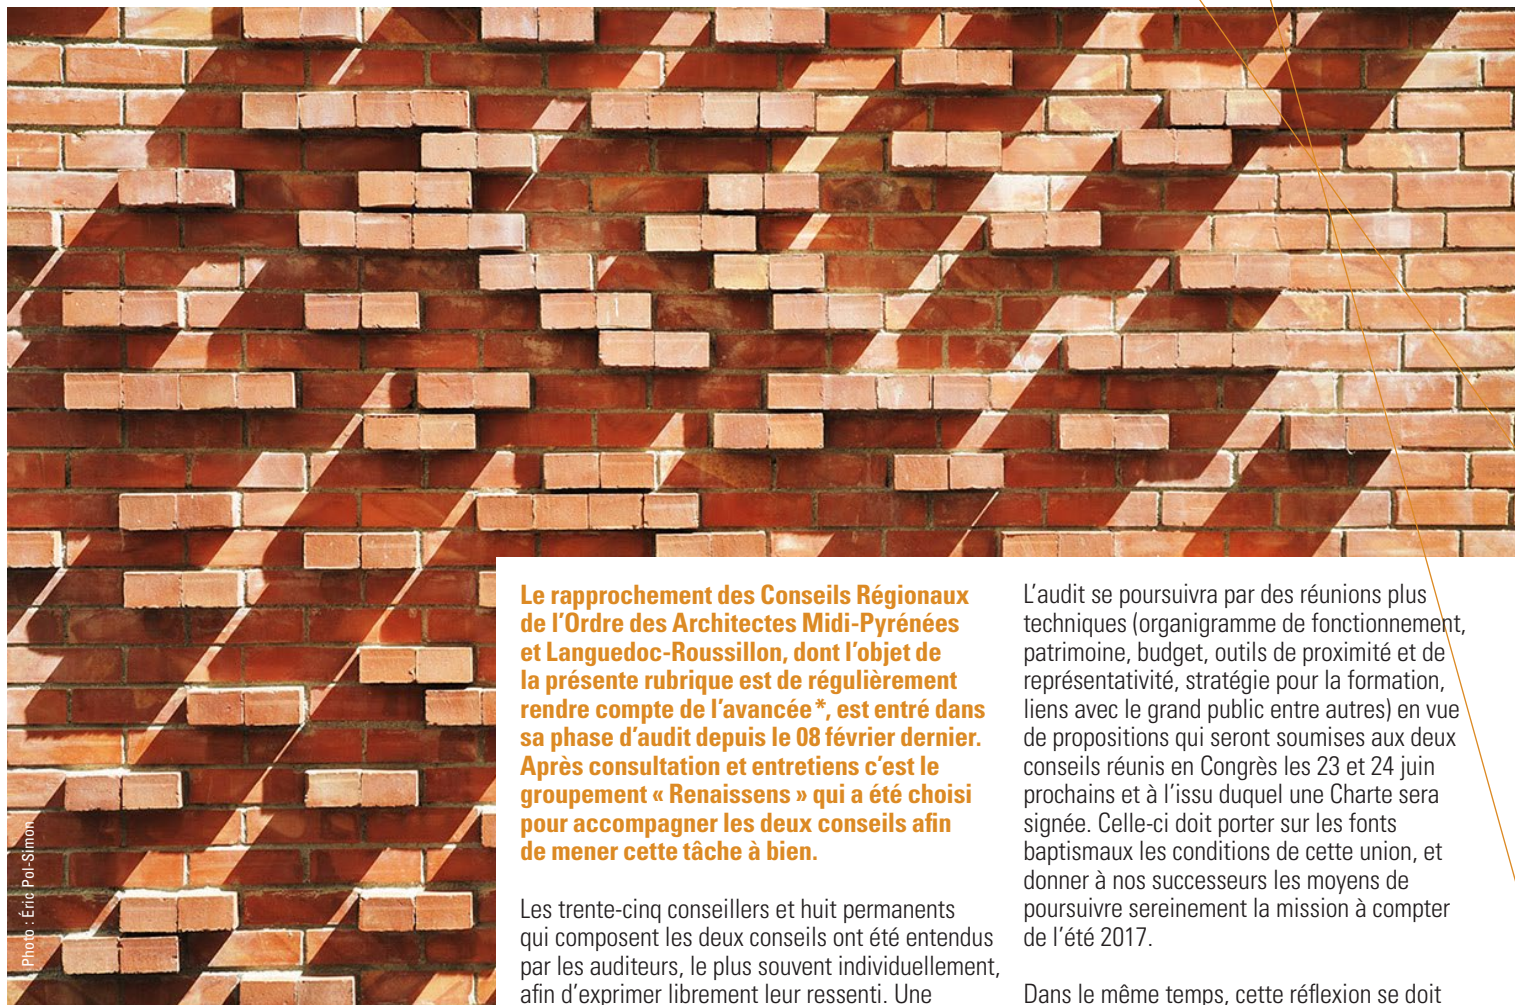 Photo : Éric Pol-Simon
Le rapprochement des Conseils Régionaux
de l’Ordre des Architectes Midi-Pyrénées
et Languedoc-Roussillon, dont l’objet de
la présente rubrique est de régulièrement
rendre compte de l’avancée*, est entré dans
sa phase d’audit depuis le 08 février dernier.
Après consultation et entretiens c’est le
groupement « Renaissens » qui a été choisi
pour accompagner les deux conseils afin
de mener cette tâche à bien.
Les trente-cinq conseillers et huit permanents
qui composent les deux conseils ont été entendus
par les auditeurs, le plus souvent individuellement,
afin d’exprimer librement leur ressenti. Une
L’audit se poursuivra par des réunions plus
techniques (organigramme de fonctionnement,
patrimoine, budget, outils de proximité et de
représentativité, stratégie pour la formation,
liens avec le grand public entre autres) en vue
de propositions qui seront soumises aux deux
conseils réunis en Congrès les 23 et 24 juin
prochains et à l’issu duquel une Charte sera
signée. Celle-ci doit porter sur les fonts
baptismaux les conditions de cette union, et
donner à nos successeurs les moyens de
poursuivre sereinement la mission à compter
de l’été 2017.
Dans le même temps, cette réflexion se doit